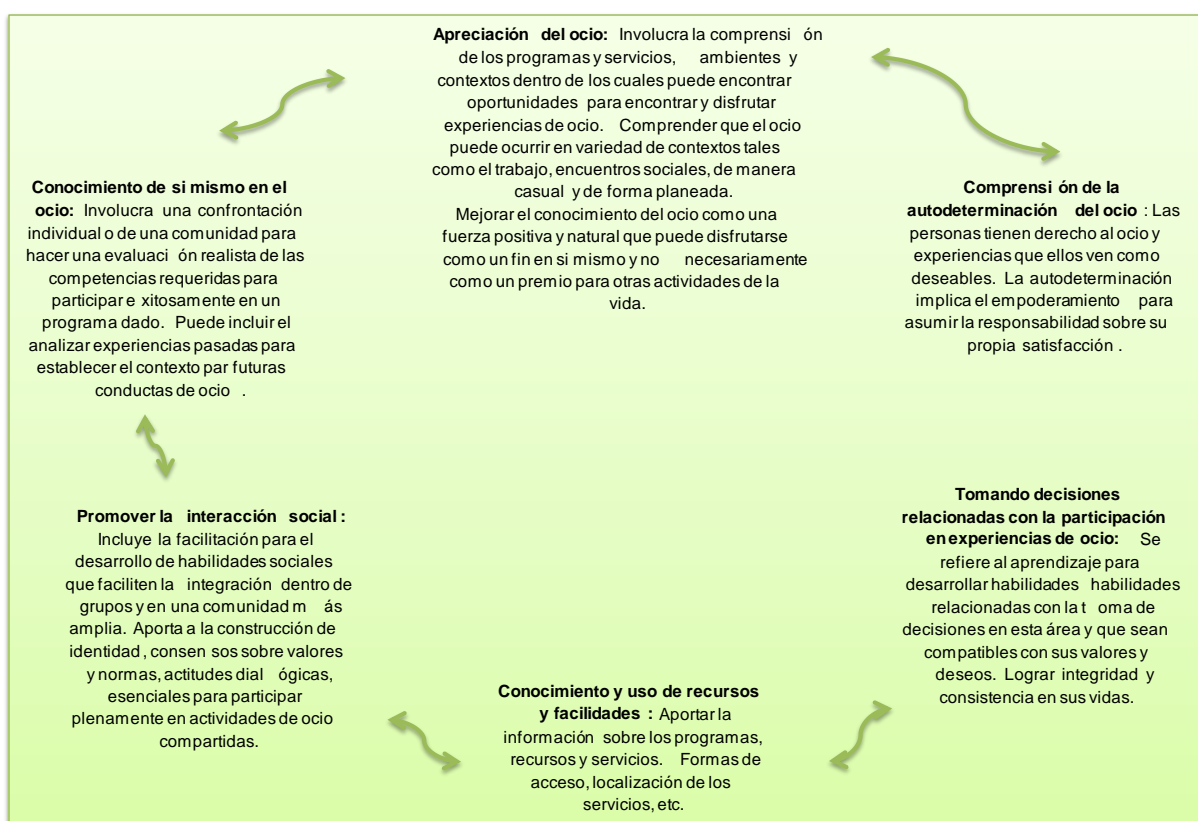 Apreciación del ocio: Involucra la comprensi ón
de los programas y servicios, ambientes y
contextos dentro de los cuales puede encontrar
oportunidades para encontrar y disfrutar
experiencias de ocio. Comprender que el ocio
puede ocurrir en variedad de contextos tales
como el trabajo, encuentros sociales, de manera
casual y de forma planeada.
Mejorar el conocimiento del ocio como una
fuerza positiva y natural que puede disfrutarse
como un fin en si mismo y no necesariamente
como un premio para otras actividades de la
vida.
Comprensi ón de la
autodeterminación del ocio : Las
personas tienen derecho al ocio y
experiencias que ellos ven como
deseables. La autodeterminación
implica el empoderamiento para
asumir la responsabilidad sobre su
propia satisfacción .
Tomando decisiones
relacionadas con la participación
en experiencias de ocio: Se
refiere al aprendizaje para
desarrollar habilidades habilidades
relacionadas con la t oma de
decisiones en esta área y que sean
compatibles con sus valores y
deseos. Lograr integridad y
consistencia en sus vidas.
Conocimiento y uso de recursos
y facilidades : Aportar la
información sobre los programas,
recursos y servicios. Formas de
acceso, localización de los
servicios, etc.
Promover la interacción social :
Incluye la facilitación para el
desarrollo de habilidades sociales
que faciliten la integración dentro de
grupos y en una comunidad m ás
amplia. Aporta a la construcción de
identidad , consen sos sobre valores
y normas, actitudes dial ógicas,
esenciales para participar
plenamente en actividades de ocio
compartidas.
Conocimiento de si mismo en el
ocio: Involucra una confrontación
individual o de una comunidad para
hacer una evaluaci ón realista de las
competencias requeridas para
participar e xitosamente en un
programa dado. Puede incluir el
analizar experiencias pasadas para
establecer el contexto par futuras
conductas de ocio .